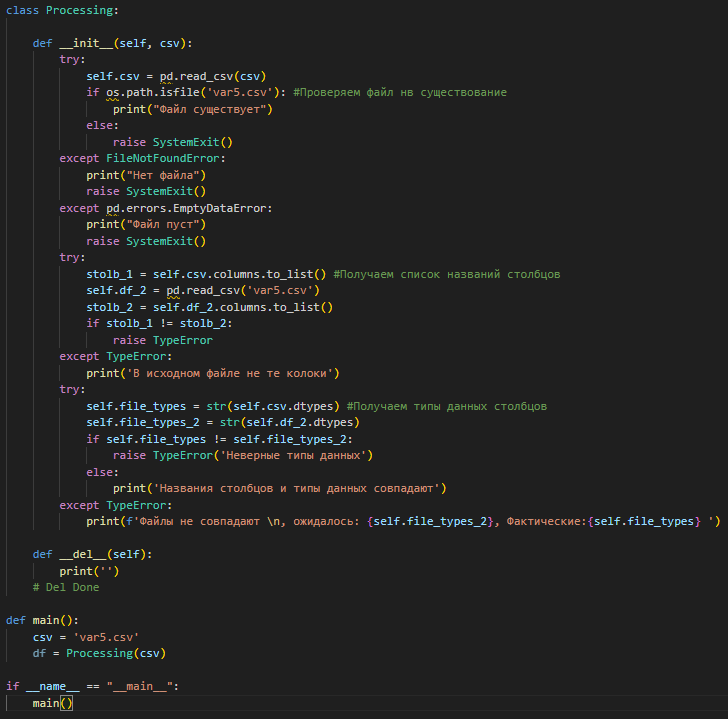 class Processing:
def __init__(self, csv):
try:
self.csv = pd.read_csv(csv)
if os.path.isfile('var5.csv'): #Проверяем файл нв существование
print("Файл существует")
else:
raise SystemExit()
except FileNotFoundError:
print("Нет файла")
raise SystemExit()
except pd.errors.EmptyDataError:
print("Файл пуст")
raise SystemExit()
try:
stolb_1 = self.csv.columns.to_list() #Получаем список названий столбцов
self.df_2 = pd.read_csv('var5.csv')
stolb_2 = self.df_2.columns.to_list()
if stolb_1 != stolb_2:
raise TypeError
except TypeError:
print('В исходном файле не те колоки')
try:
self.file_types = str(self.csv.dtypes) #Получаем типы данных столбцов
self.file_types_2 = str(self.df_2.dtypes)
if self.file_types != self.file_types_2:
raise TypeError('Неверные типы данных')
else:
print('Названия столбцов и типы данных совпадают')
except TypeError:
print(f'Файлы не совпадают \n, ожидалось: {self.file_types_2}, Фактические:{self.file_types} ')
def __del__(self):
print('')
# Del Done
def main():
csv = 'var5.csv'
df = Processing(csv)
if __name__ == "__main__":
main()